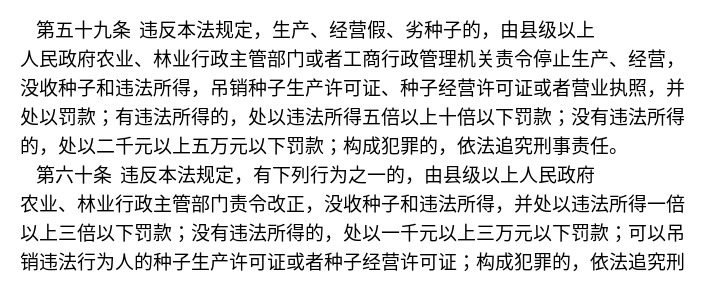 第五十九条 违反本法规定，生产、经营假、劣种子的，由县级以上
人民政府农业、林业行政主管部门或者工商行政管理机关责令停止生产、经营，
没收种子和违法所得，吊销种子生产许可证、种子经营许可证或者营业执照，并
处以罚款；有违法所得的，处以违法所得五倍以上十倍以下罚款；没有违法所得
的，处以二千元以上五万元以下罚款；构成犯罪的，依法追究刑事责任。
第六十条 违反本法规定，有下列行为之一的，由县级以上人民政府
农业、林业行政主管部门责令改正，没收种子和违法所得，并处以违法所得一倍
以上三倍以下罚款；没有违法所得的，处以一千元以上三万元以下罚款；可以吊
销违法行为人的种子生产许可证或者种子经营许可证；构成犯罪的，依法追究刑